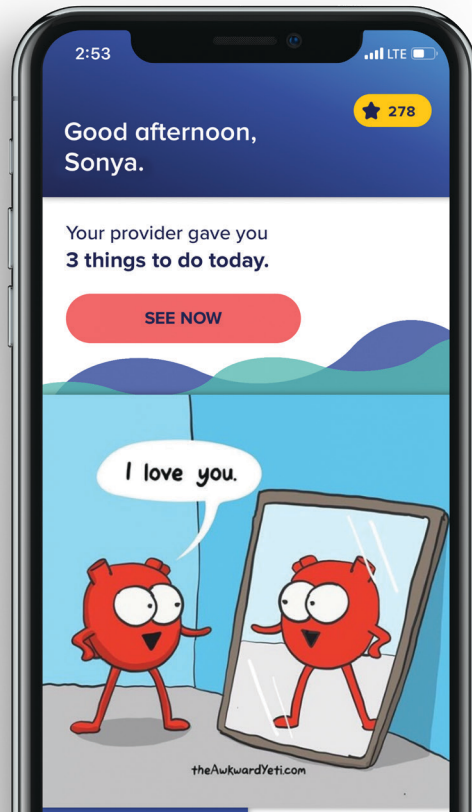 2:53
LTE
278
Good afternoon,
Sonya.
Your provider gave you
3 things to do today.
SEE NOW
I love you.
theAwkwardYeti.com